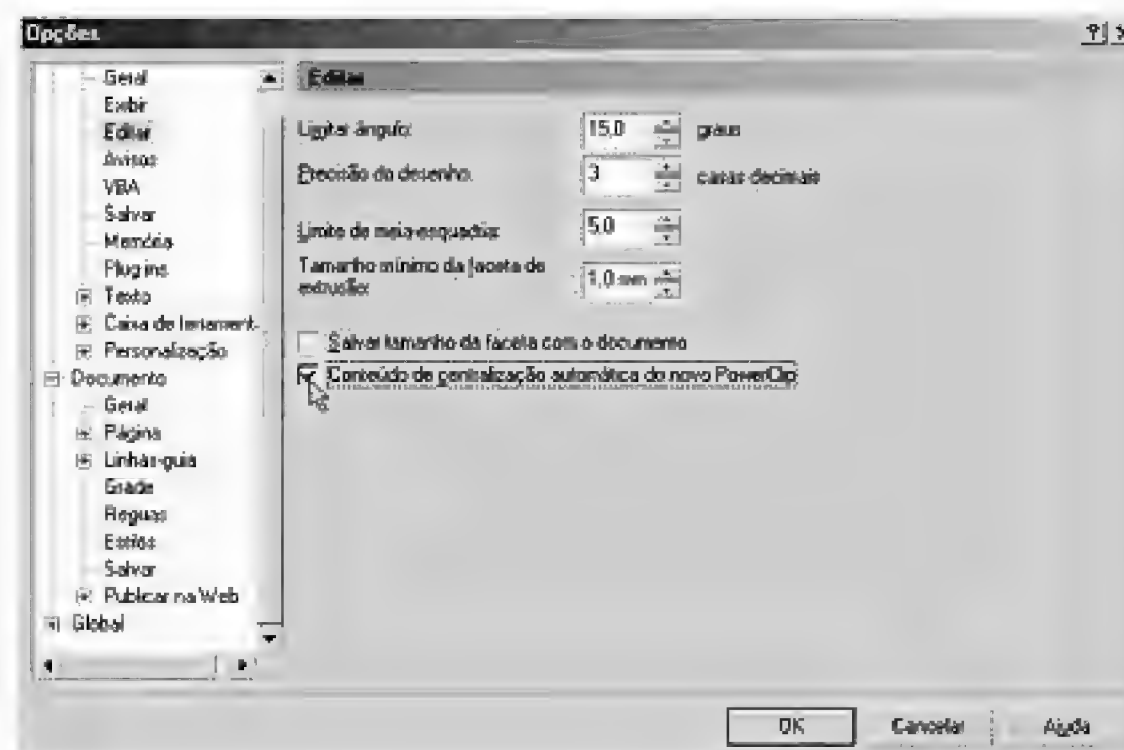 Opções
Geral
Exibir
Editar
Avisos
VBA
Salvar
Memória
Plug-ins
Texto
Caixa de ferrament
Personalização
Documento
Geral
Página
Linhas-guia
Grade
Réguas
Estilos
Salvar
Publicar na Web
Global
Editar
Limitar ângulo: 15,0 graus
Precisão do desenho: 3 casas decimais
Limite de meia-esquadria: 5,0
Tamanho mínimo da faceta de
extrusão: 1,0 mm
Salvar tamanho da faceta com o documento
Conteúdo de centralização automática do novo PowerClip
OK Cancelar Ajuda